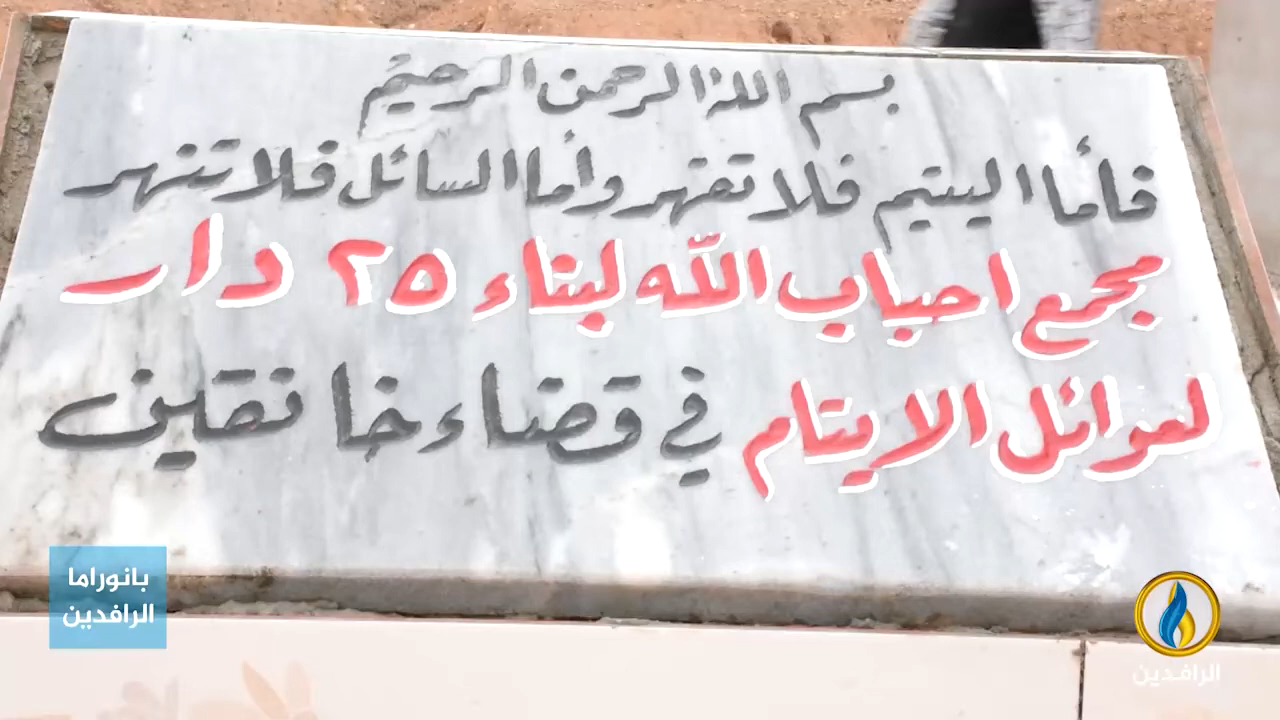 بسم الله الرحمن الرحيم
فأما اليتيم فلا تقهر وأما السائل فلا تنهر
مجمع احباب الله لبناء ٢٥ دار
لعوائل الايتام في قضاء خانقين
بانوراما
الرافدين
الرافدين